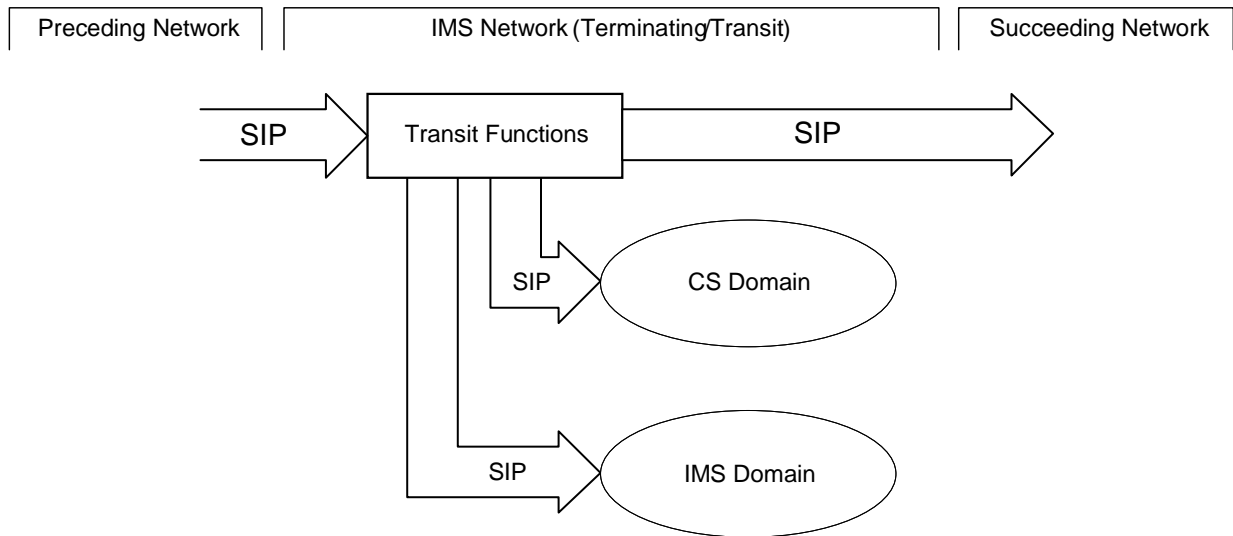 Preceding Network
IMS Network (Terminating/Transit)
Succeeding Network
SIP
Transit Functions
SIP
SIP
CS Domain
SIP
IMS Domain